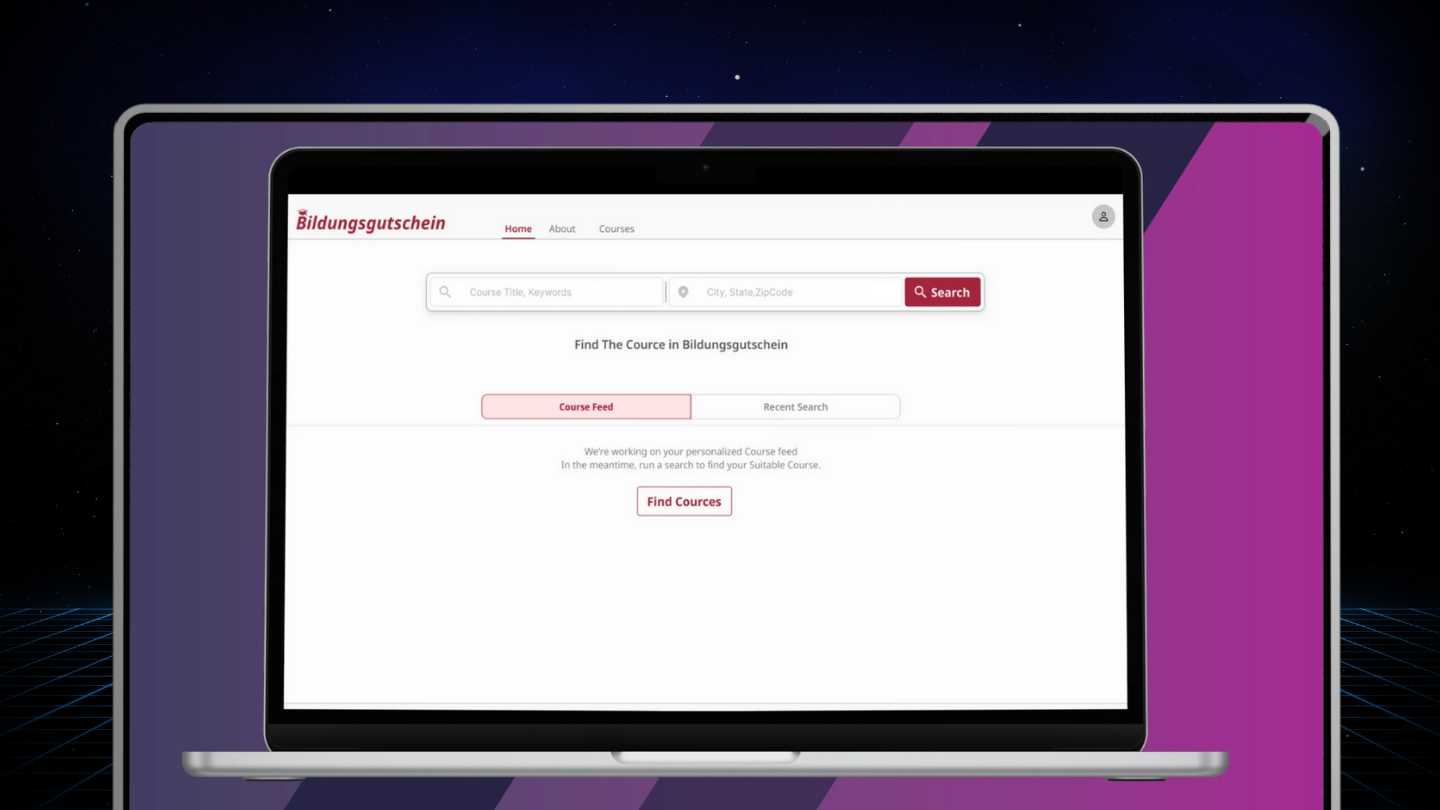 Bildungsgutschein
Home About Courses
Course Title, Keywords City, State,ZipCode Search
Find The Cource in Bildungsgutschein
Course Feed Recent Search
We're working on your personalized Course feed
In the meantime, run a search to find your Suitable Course.
Find Cources